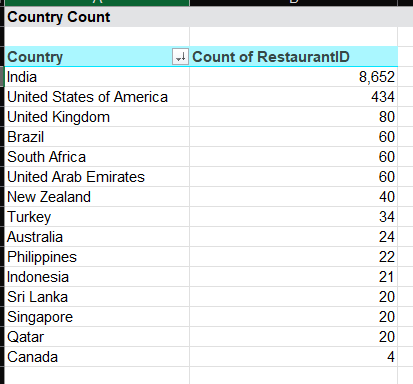 Country Count
Country Count of RestaurantID
India 8,652
United States of America 434
United Kingdom 80
Brazil 60
South Africa 60
United Arab Emirates 60
New Zealand 40
Turkey 34
Australia 24
Philippines 22
Indonesia 21
Sri Lanka 20
Singapore 20
Qatar 20
Canada 4